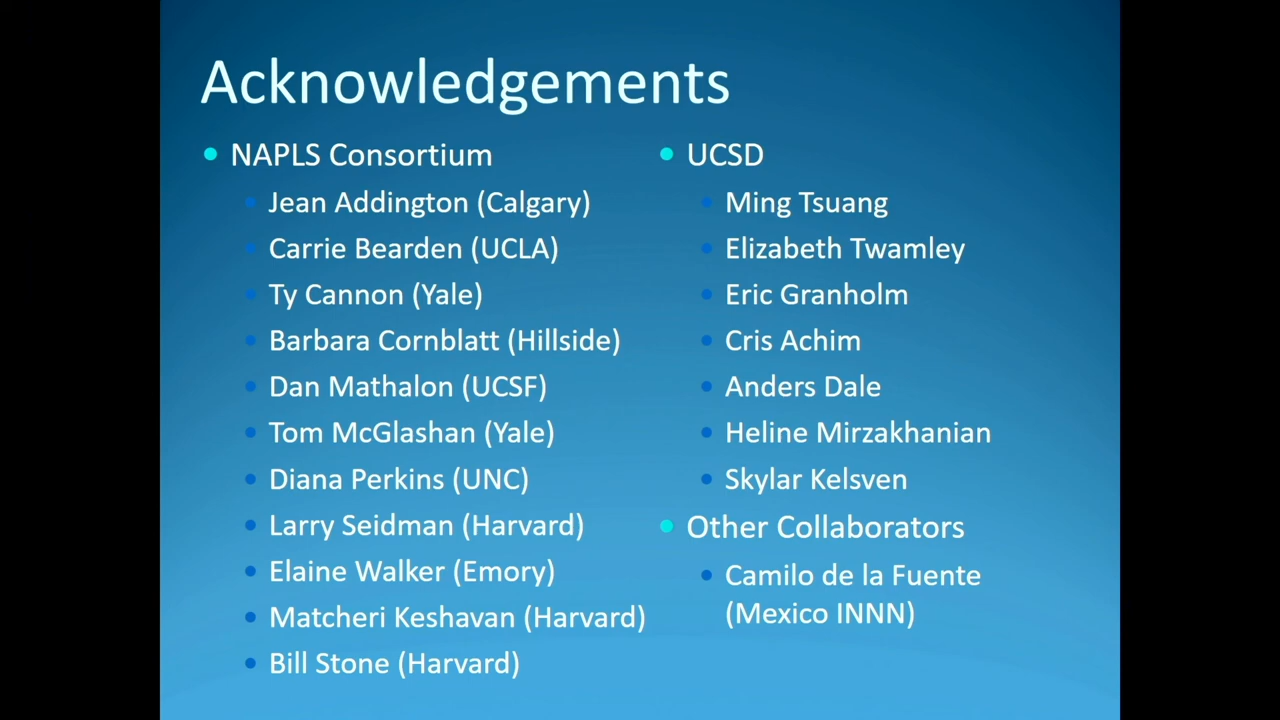 Acknowledgements
NAPLS Consortium
Jean Addington (Calgary)
Carrie Bearden (UCLA)
Ty Cannon (Yale)
Barbara Cornblatt (Hillside)
Dan Mathalon (UCSF)
Tom McGlashan (Yale)
Diana Perkins (UNC)
Larry Seidman (Harvard)
Elaine Walker (Emory)
Matcheri Keshavan (Harvard)
Bill Stone (Harvard)
UCSD
Ming Tsuang
Elizabeth Twamley
Eric Granholm
Cris Achim
Anders Dale
Heline Mirzakhanian
Skylar Kelsven
Other Collaborators
Camilo de la Fuente
(Mexico INNN)